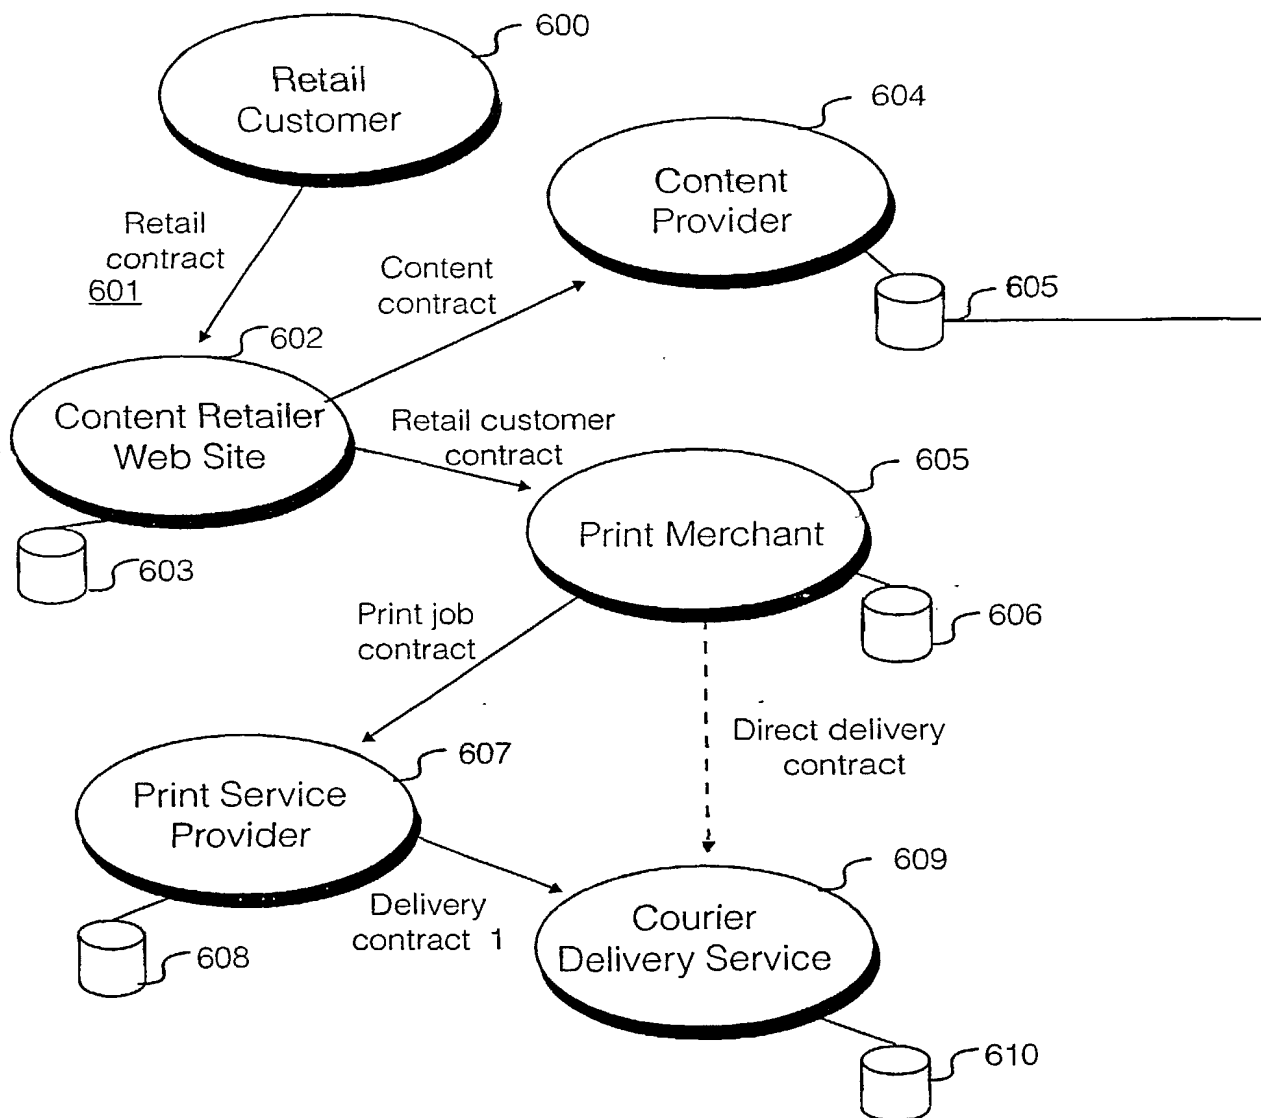 600
Retail
Customer
604
Content
Provider
Retail
contract
601
Content
contract
605
602
Content Retailer
Web Site
Retail customer
contract
605
Print Merchant
603
Print job
contract
606
Direct delivery
contract
607
Print Service
Provider
609
Delivery
contract 1
Courier
Delivery Service
608
610